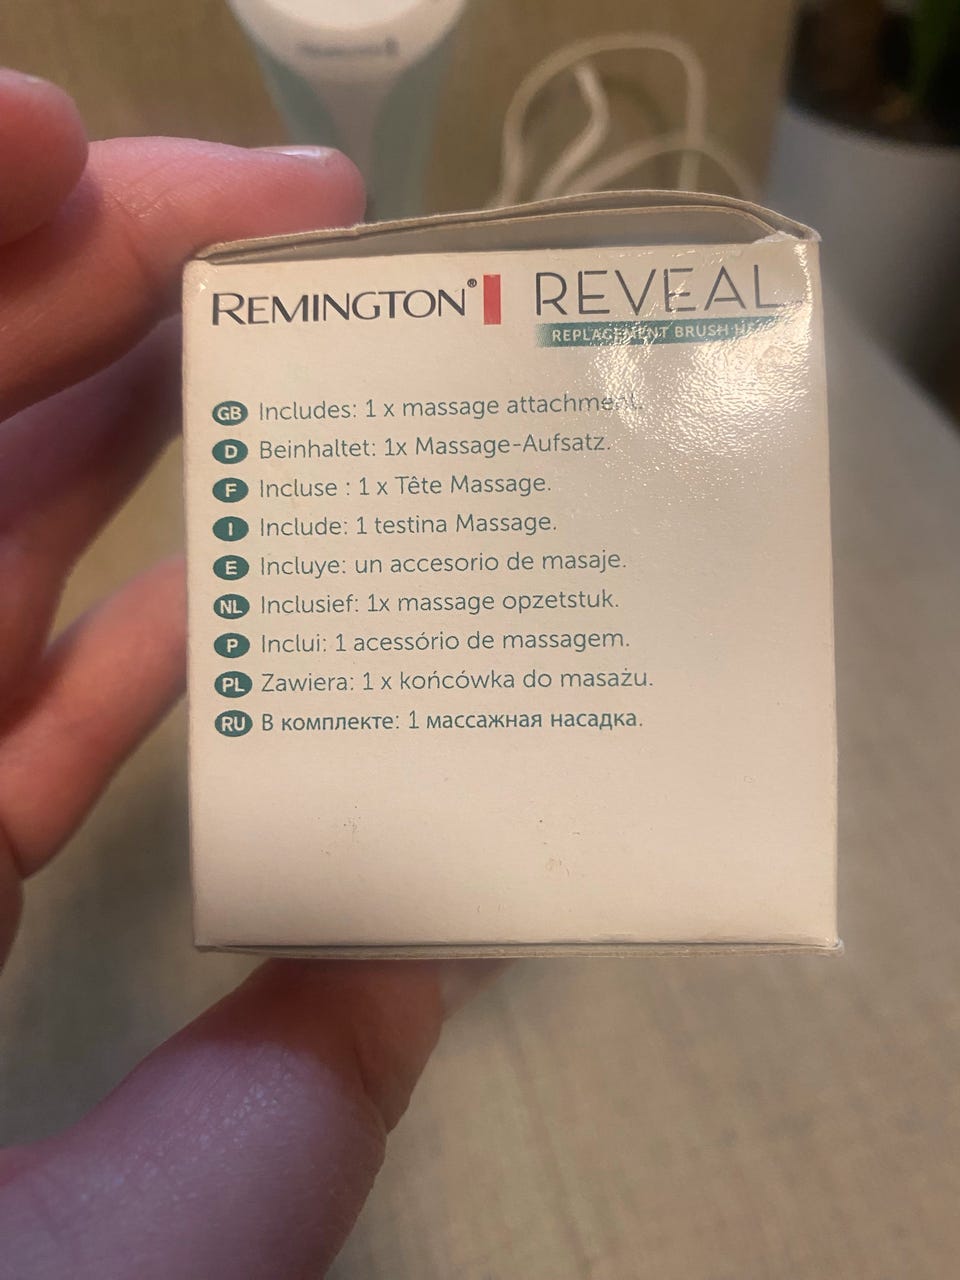 REMINGTON® REVEAL
REPLACEMENT BRUSH
GB Includes: 1 x massage attachment.
D Beinhaltet: 1x Massage-Aufsatz.
F Incluse : 1 x Tête Massage.
I Include: 1 testina Massage.
E Incluye: un accesorio de masaje.
NL Inclusief: 1x massage opzetstuk.
P Inclui: 1 acessório de massagem.
PL Zawiera: 1 x końcówka do masażu.
RU В комплекте: 1 массажная насадка.